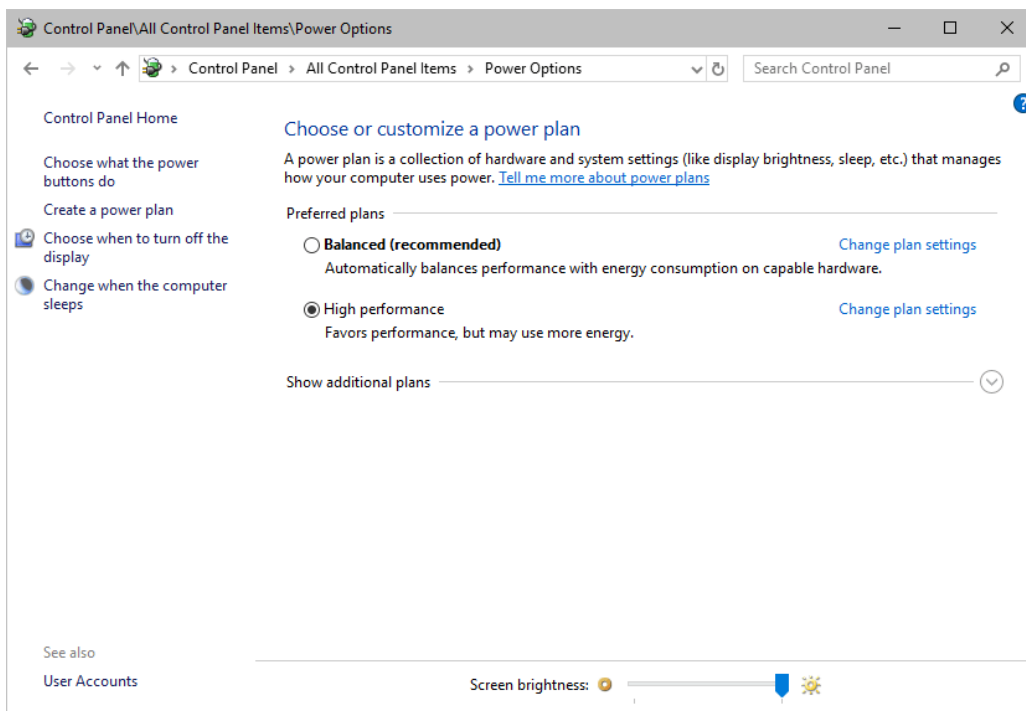 Control Panel\All Control Panel Items\Power Options
Control Panel > All Control Panel Items > Power Options
Search Control Panel
Control Panel Home
Choose what the power
buttons do
Create a power plan
Choose when to turn off the
display
Change when the computer
sleeps
Choose or customize a power plan
A power plan is a collection of hardware and system settings (like display brightness, sleep, etc.) that manages
how your computer uses power. Tell me more about power plans
Preferred plans
Balanced (recommended) Change plan settings
Automatically balances performance with energy consumption on capable hardware.
High performance Change plan settings
Favors performance, but may use more energy.
Show additional plans
See also
User Accounts
Screen brightness: